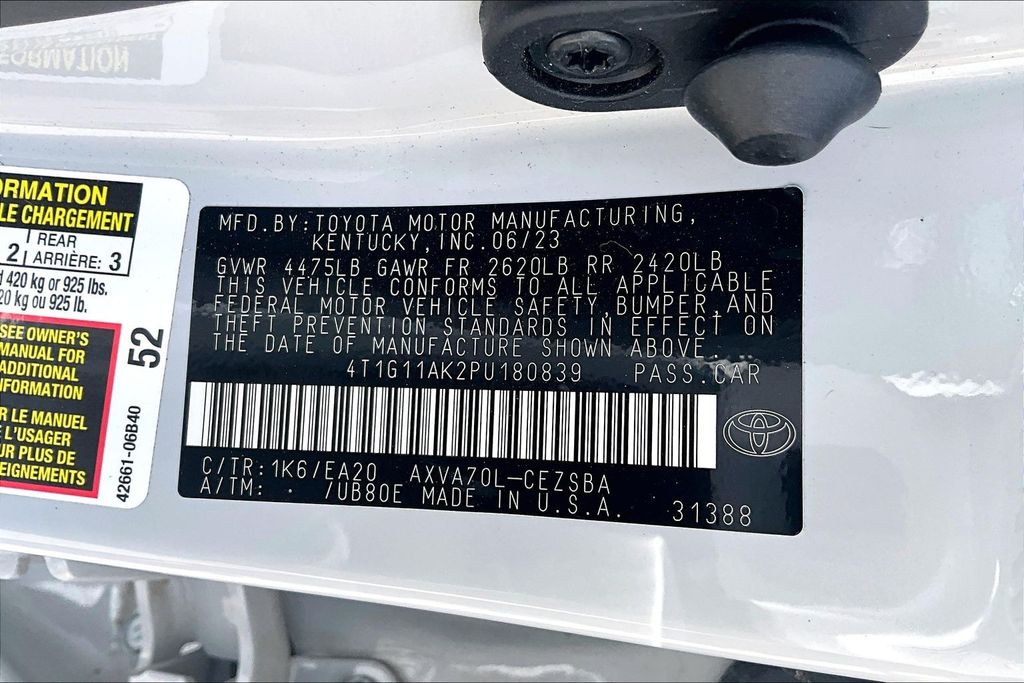 ORMATION
LE CHARGEMENT
2 REAR 3
ARRIÈRE:
d 420 kg or 925 lbs.
20 kg ou 925 lb.
SEE OWNER'S
MANUAL FOR
ADDITIONAL
INFORMATION
R LE MANUEL
E L'USAGER
UR PLUS DE
NSEIGNEMENTS
52
42661-06B40
MFD.BY:TOYOTA MOTOR MANUFACTURING,
KENTUCKY,INC.06/23
GVWR 4475LB GAWR FR 2620LB RR 2420LB
THIS VEHICLE CONFORMS TO ALL APPLICABLE
FEDERAL MOTOR VEHICLE SAFETY,BUMPER,AND
THEFT PREVENTION STANDARDS IN EFFECT ON
THE DATE OF MANUFACTURE SHOWN ABOVE.
4T1G11AK2PU180839 PASS.CAR
C/TR:1K6/EA20 AXVA70L-CEZSBA
A/TM: - /UB80E MADE IN U.S.A.
31388